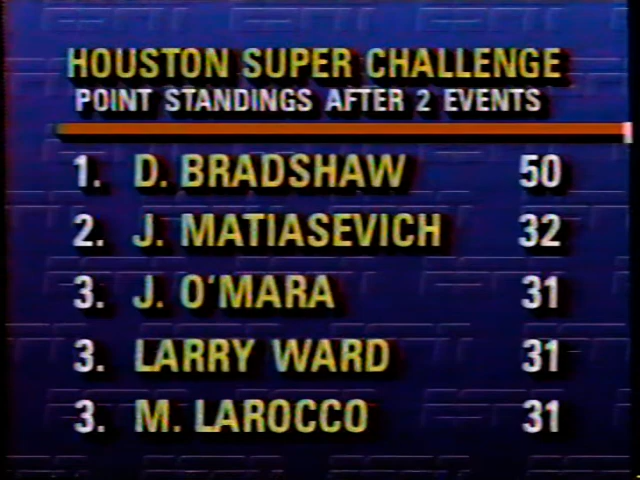 HOUSTON SUPER CHALLENGE
POINT STANDINGS AFTER 2 EVENTS
1. D. BRADSHAW 50
2. J. MATIASEVICH 32
3. J. O'MARA 31
3. LARRY WARD 31
3. M. LAROCCO 31